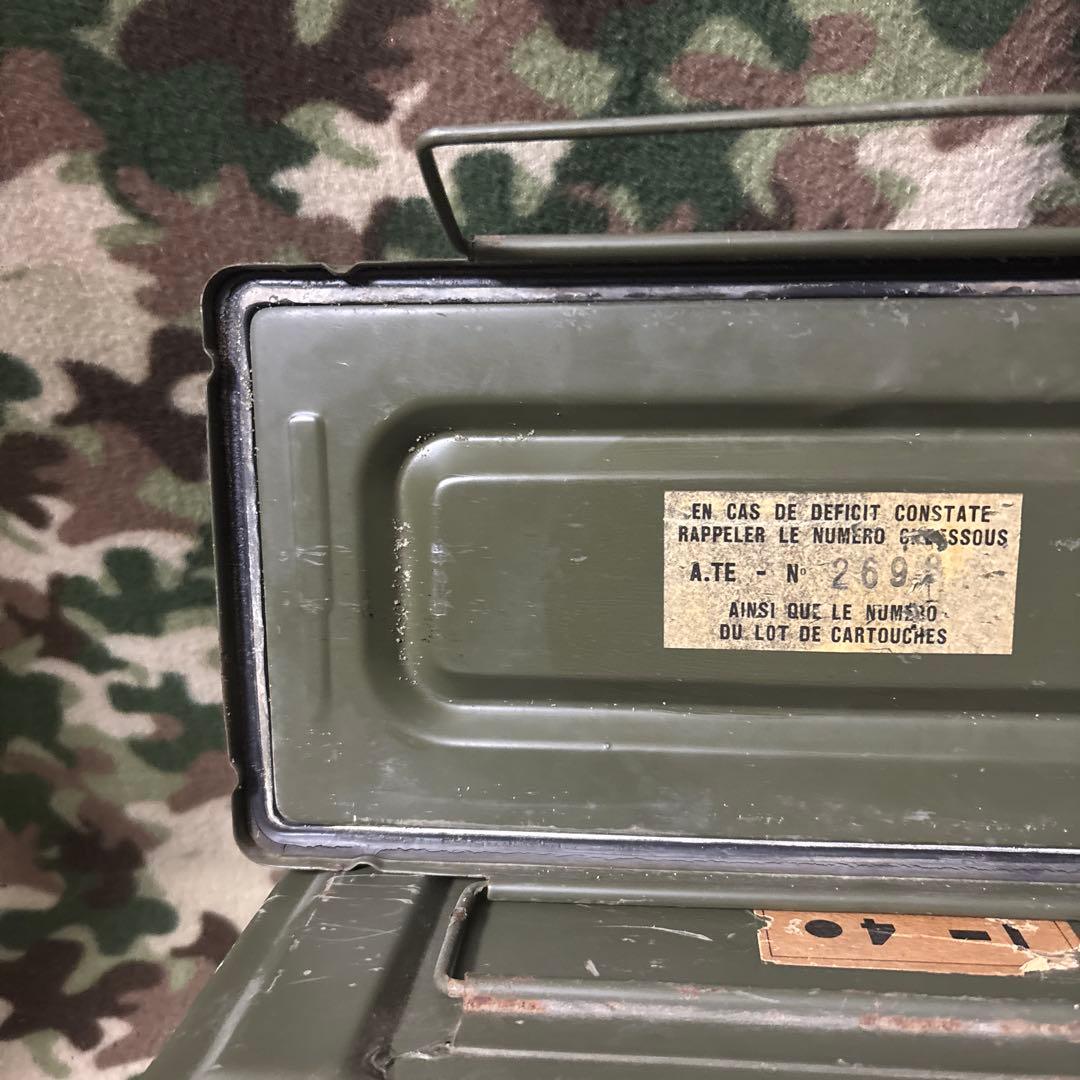 EN CAS DE DEFICIT CONSTATE
RAPPELER LE NUMERO
A.TE - N° 269
AINSI QUE LE NUMERO
DU LOT DE CARTOUCHES